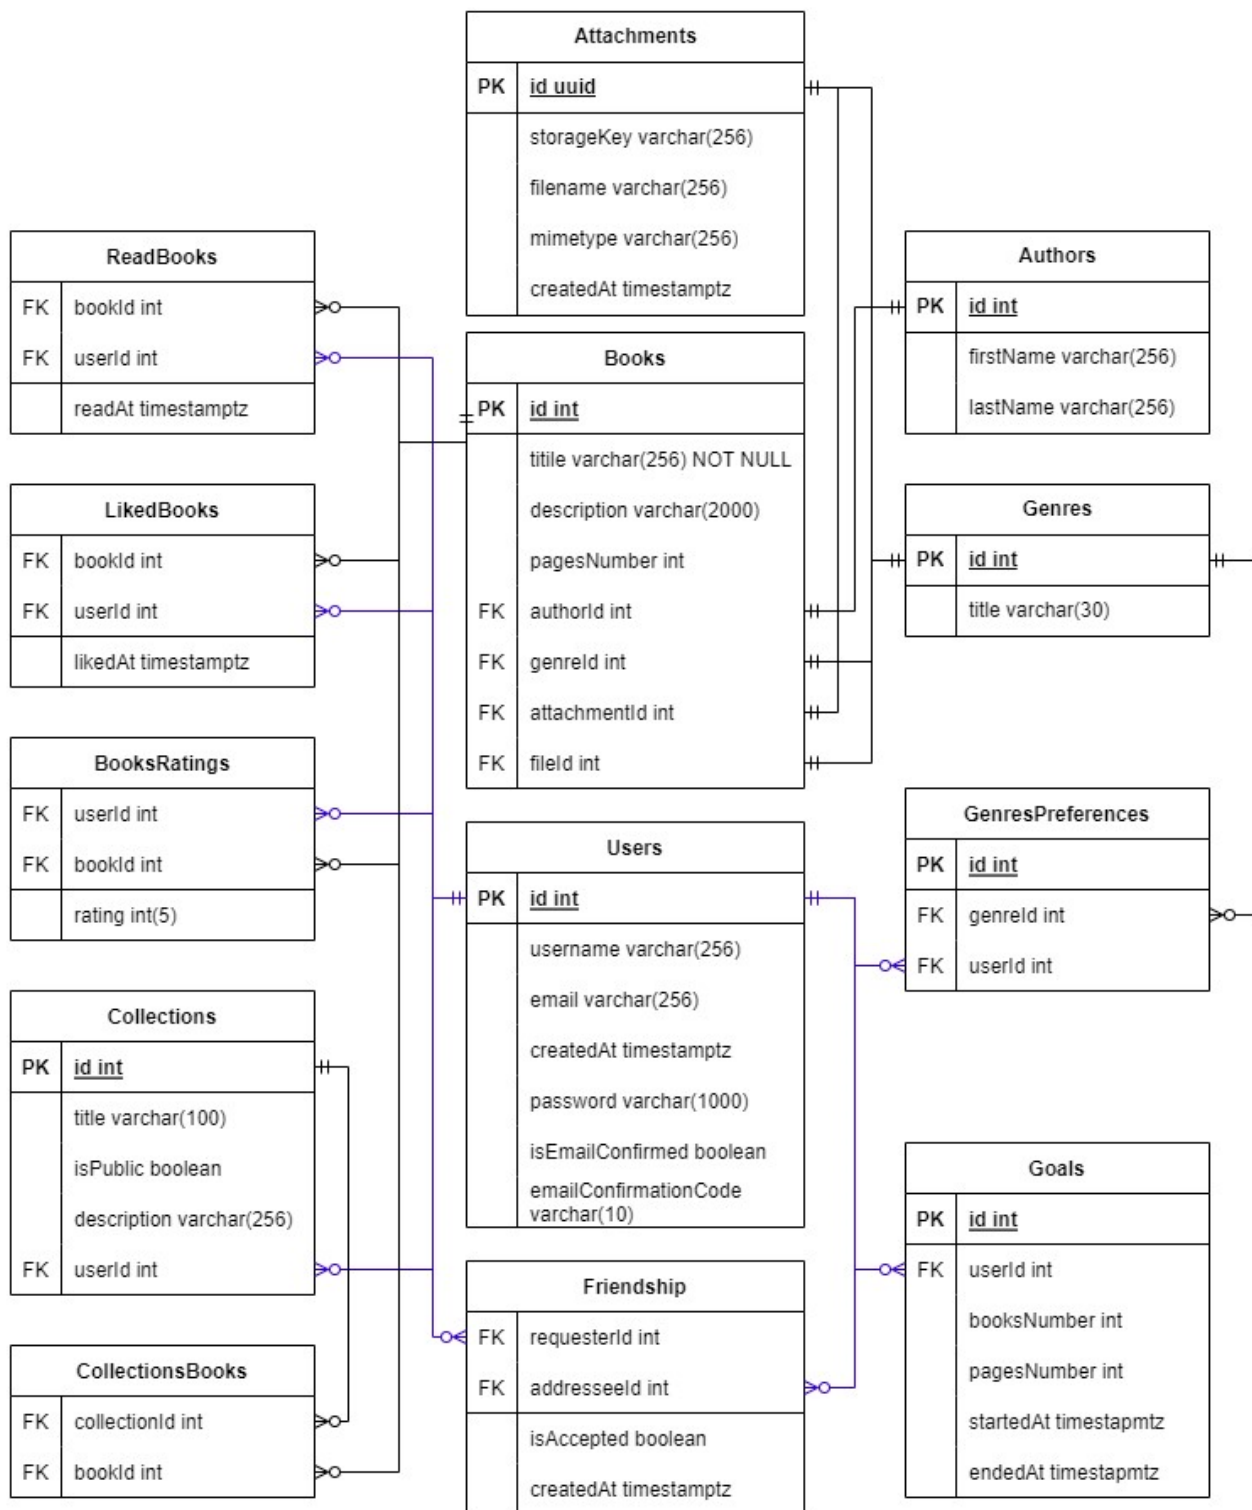 Attachments
PK id uuid
storageKey varchar(256)
filename varchar(256)
mimetype varchar(256)
createdAt timestamptz
ReadBooks
FK bookId int
FK userId int
readAt timestamptz
Authors
PK id int
firstName varchar(256)
lastName varchar(256)
Books
PK id int
titile varchar(256) NOT NULL
description varchar(2000)
pagesNumber int
FK authorId int
FK genreId int
FK attachmentId int
FK fileId int
LikedBooks
FK bookId int
FK userId int
likedAt timestamptz
Genres
PK id int
title varchar(30)
BooksRatings
FK userId int
FK bookId int
rating int(5)
Users
PK id int
username varchar(256)
email varchar(256)
createdAt timestamptz
password varchar(1000)
isEmailConfirmed boolean
emailConfirmationCode
varchar(10)
GenresPreferences
PK id int
FK genreId int
FK userId int
Collections
PK id int
title varchar(100)
isPublic boolean
description varchar(256)
FK userId int
Goals
PK id int
FK userId int
booksNumber int
pagesNumber int
startedAt timestapmtz
endedAt timestapmtz
Friendship
FK requesterId int
FK addresseeId int
isAccepted boolean
createdAt timestamptz
CollectionsBooks
FK collectionId int
FK bookId int